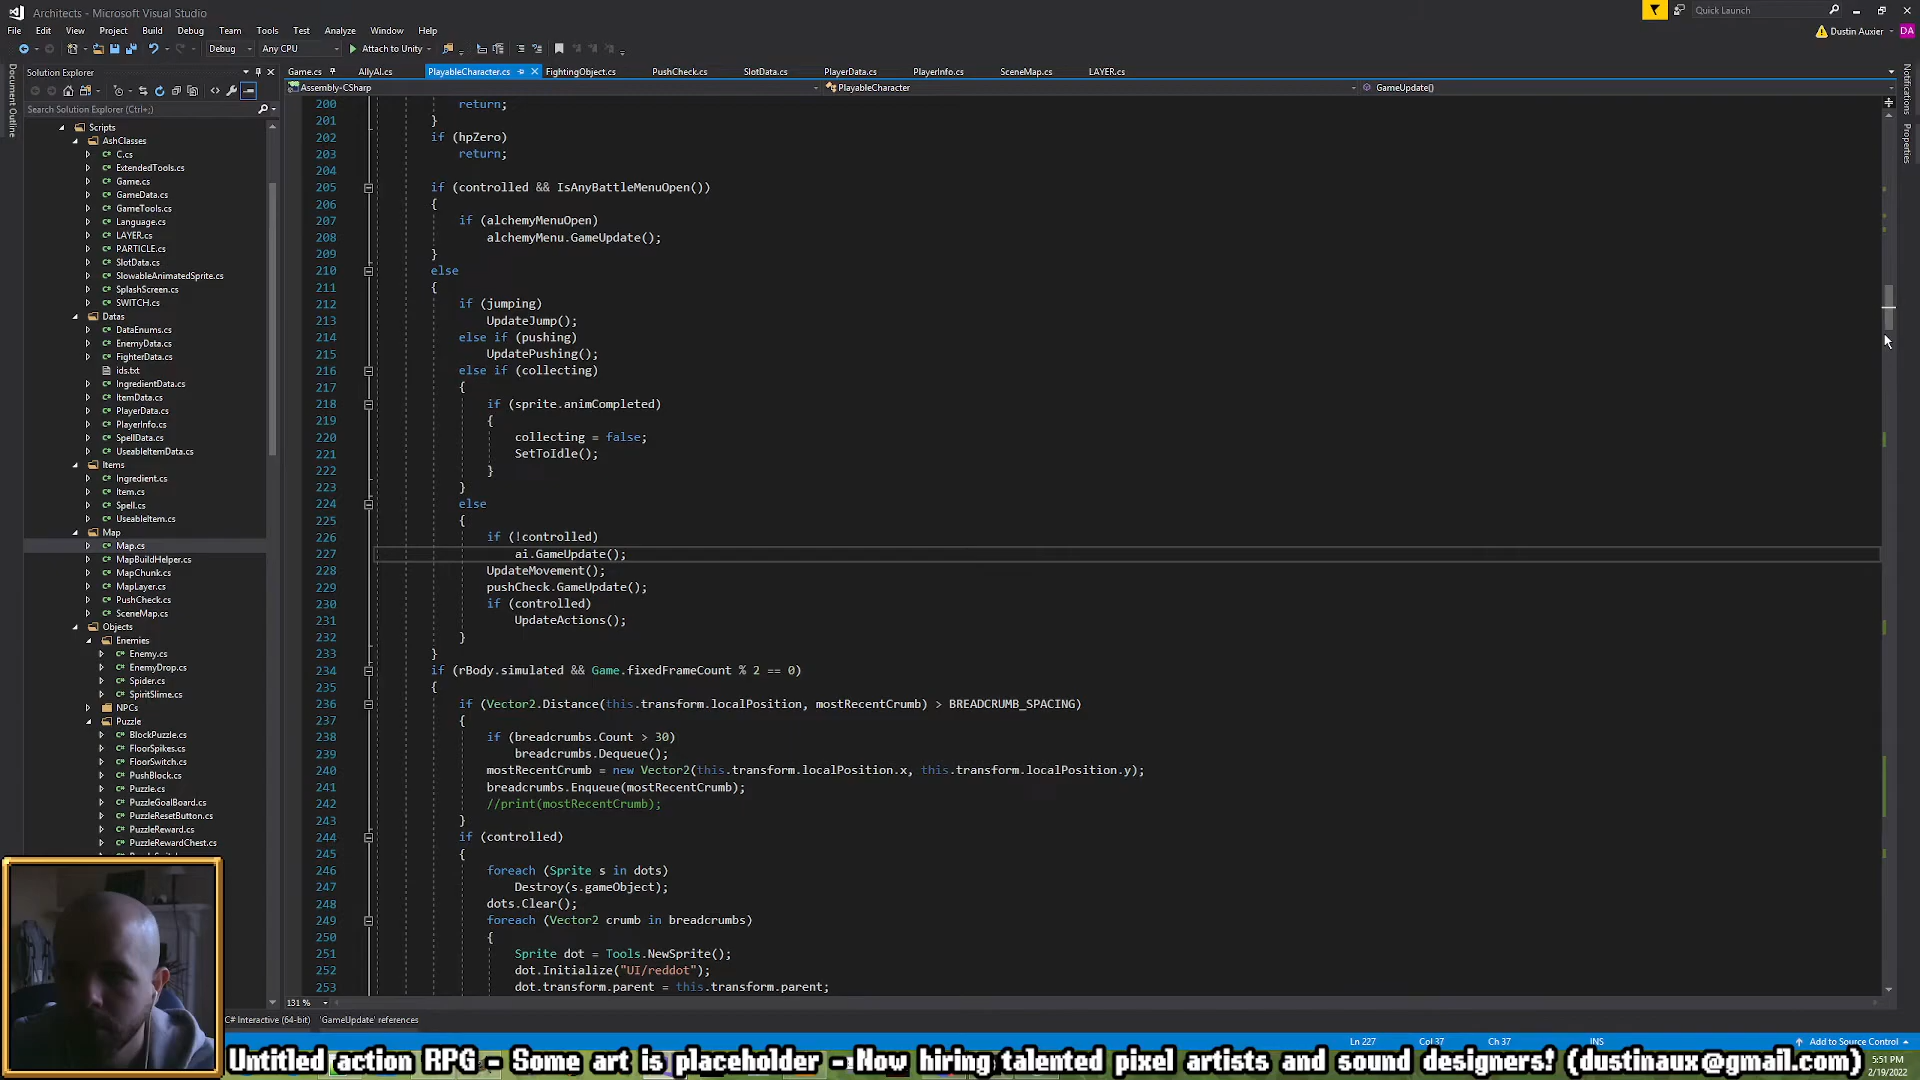 Architects - Microsoft Visual Studio
Quick Launch
File Edit View Project Build Debug Team Tools Test Analyze Window Help
Dustin Auxier DA
Debug Any CPU Attach to Unity
Document Outline
Notifications
Properties
Solution Explorer
Game.cs AllyAI.cs PlayableCharacter.cs FightingObject.cs PushCheck.cs SlotData.cs PlayerData.cs PlayerInfo.cs SceneMap.cs LAYER.cs
Assembly-CSharp PlayableCharacter GameUpdate()
Search Solution Explorer (Ctrl+;)
Scripts
AshClasses
C.cs
ExtendedTools.cs
Game.cs
GameData.cs
GameTools.cs
Language.cs
LAYER.cs
PARTICLE.cs
SlotData.cs
SlowableAnimatedSprite.cs
SplashScreen.cs
SWITCH.cs
Datas
DataEnums.cs
EnemyData.cs
FighterData.cs
ids.txt
IngredientData.cs
ItemData.cs
PlayerData.cs
PlayerInfo.cs
SpellData.cs
UseableItemData.cs
Items
Ingredient.cs
Item.cs
Spell.cs
UseableItem.cs
Map
Map.cs
MapBuildHelper.cs
MapChunk.cs
MapLayer.cs
PushCheck.cs
SceneMap.cs
Objects
Enemies
Enemy.cs
EnemyDrop.cs
Spider.cs
SpiritSlime.cs
NPCs
Puzzle
BlockPuzzle.cs
FloorSpikes.cs
FloorSwitch.cs
PushBlock.cs
Puzzle.cs
PuzzleGoalBoard.cs
PuzzleResetButton.cs
PuzzleReward.cs
PuzzleRewardChest.cs
200 return;
201 }
202 if (hpZero)
203 return;
204
205 if (controlled && IsAnyBattleMenuOpen())
206 {
207 if (alchemyMenuOpen)
208 alchemyMenu.GameUpdate();
209 }
210 else
211 {
212 if (jumping)
213 UpdateJump();
214 else if (pushing)
215 UpdatePushing();
216 else if (collecting)
217 {
218 if (sprite.animCompleted)
219 {
220 collecting = false;
221 SetToIdle();
222 }
223 }
224 else
225 {
226 if (!controlled)
227 ai.GameUpdate();
228 UpdateMovement();
229 pushCheck.GameUpdate();
230 if (controlled)
231 UpdateActions();
232 }
233 }
234 if (rBody.simulated && Game.fixedFrameCount % 2 == 0)
235 {
236 if (Vector2.Distance(this.transform.localPosition, mostRecentCrumb) > BREADCRUMB_SPACING)
237 {
238 if (breadcrumbs.Count > 30)
239 breadcrumbs.Dequeue();
240 mostRecentCrumb = new Vector2(this.transform.localPosition.x, this.transform.localPosition.y);
241 breadcrumbs.Enqueue(mostRecentCrumb);
242 //print(mostRecentCrumb);
243 }
244 if (controlled)
245 {
246 foreach (Sprite s in dots)
247 Destroy(s.gameObject);
248 dots.Clear();
249 foreach (Vector2 crumb in breadcrumbs)
250 {
251 Sprite dot = Tools.NewSprite();
252 dot.Initialize("UI/reddot");
253 dot.transform.parent = this.transform.parent;
131 %
C# Interactive (64-bit) 'GameUpdate' references
Ln 227 Col 37 Ch 37 INS Add to Source Control
Untitled action RPG - Some art is placeholder - Now hiring talented pixel artists and sound designers! (dustinaux@gmail.com)
5:51 PM
2/19/2022